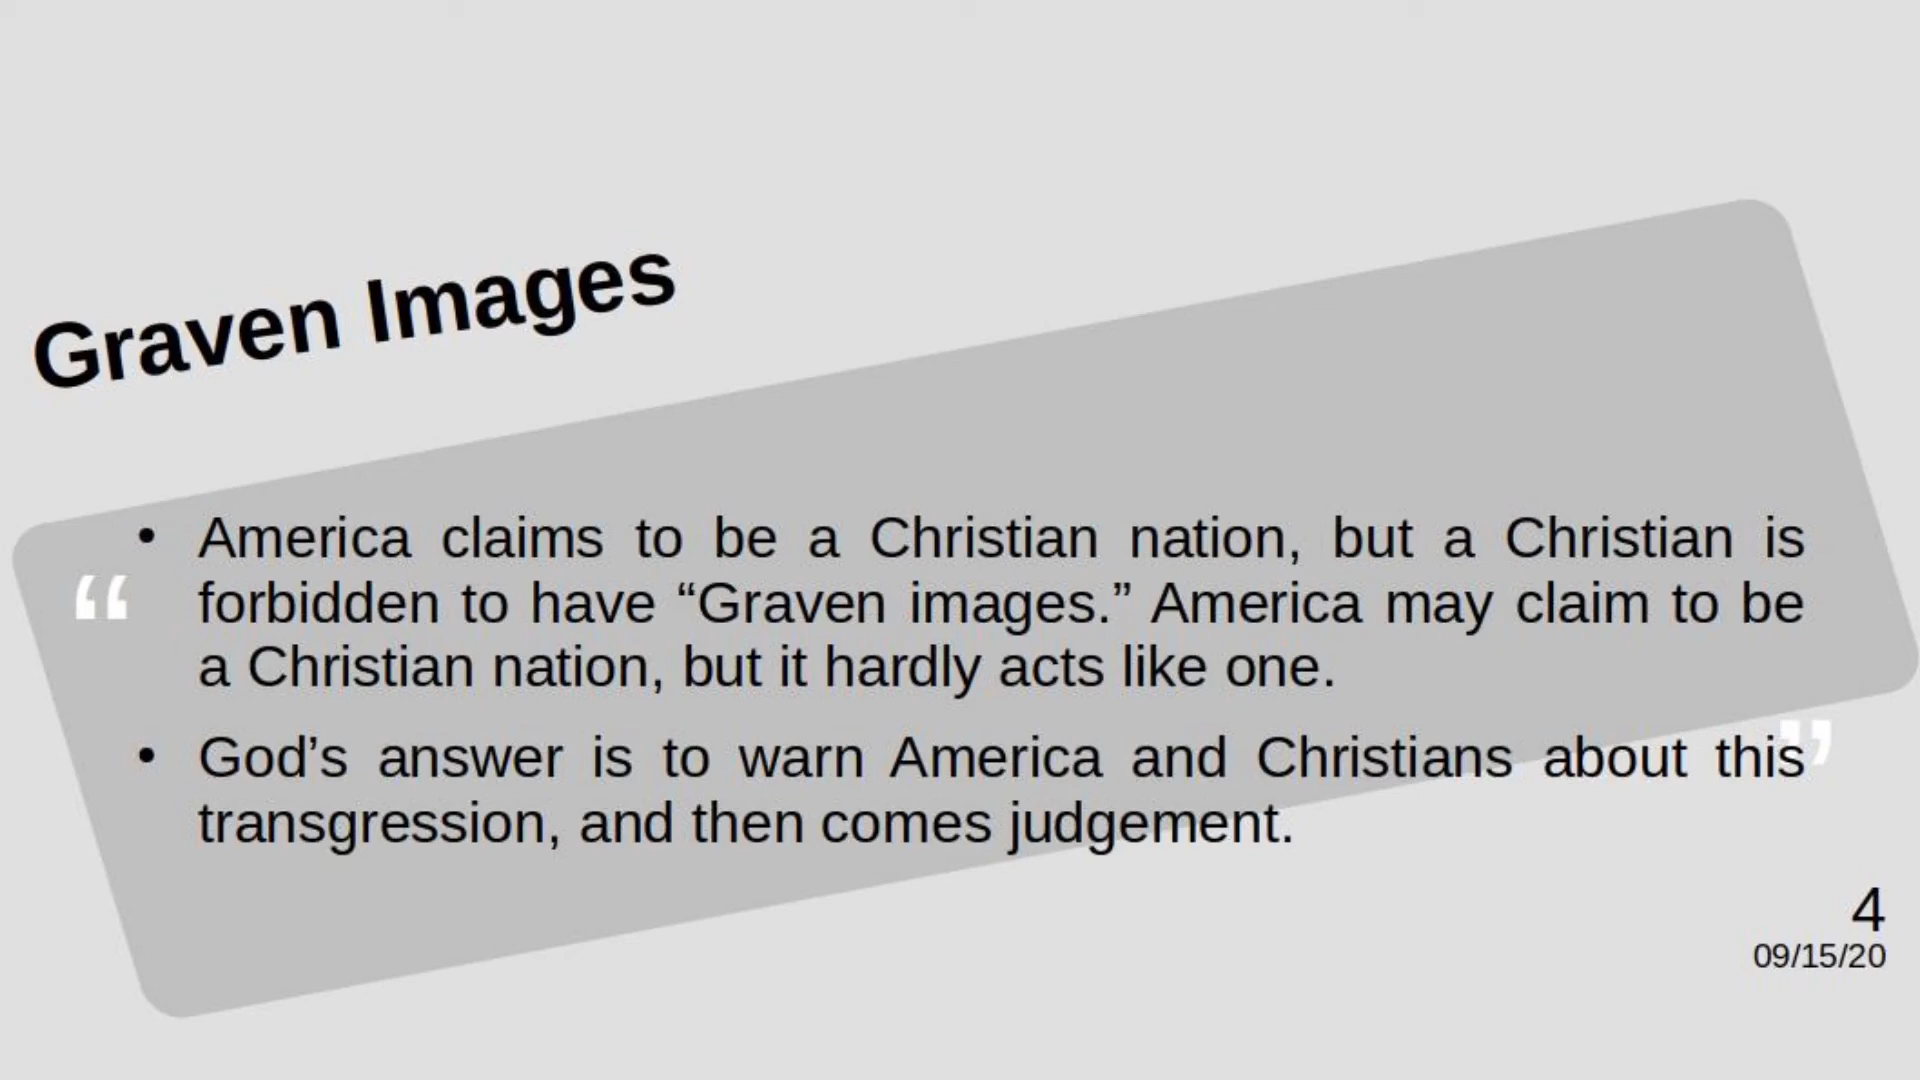 Graven Images
• America claims to be a Christian nation, but a Christian is
forbidden to have “Graven images.” America may claim to be
a Christian nation, but it hardly acts like one.
• God’s answer is to warn America and Christians about this
transgression, and then comes judgement.
“
”
4
09/15/20